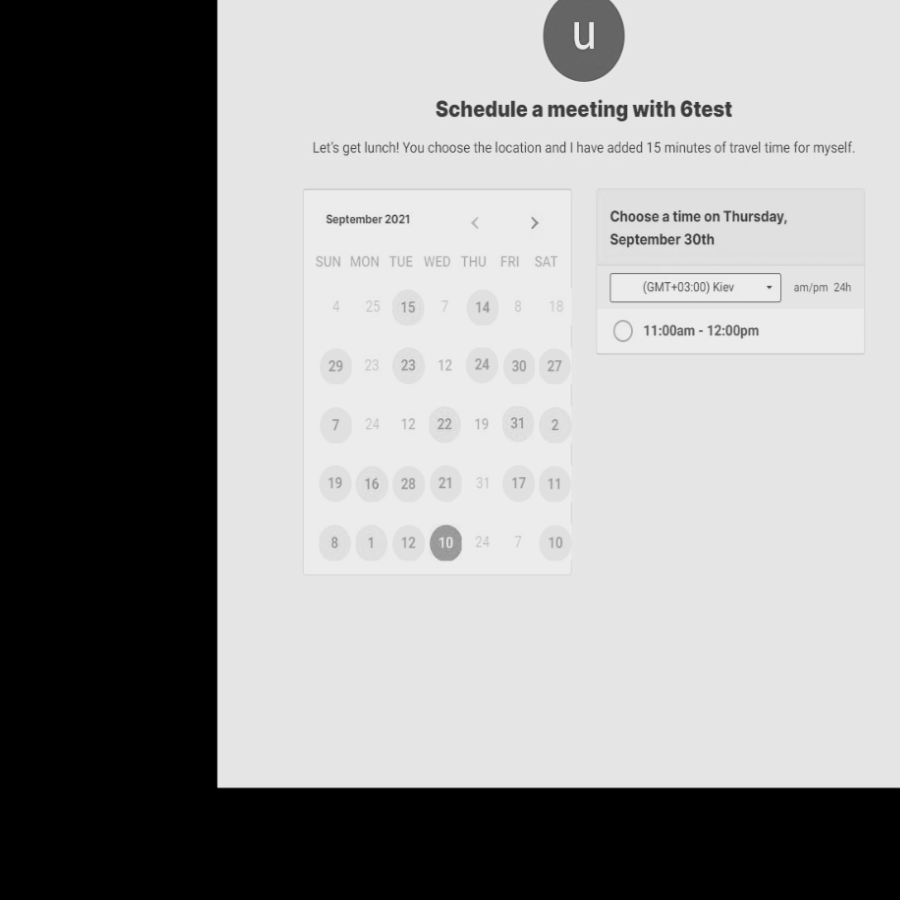 u
Schedule a meeting with 6test
Let's get lunch! You choose the location and I have added 15 minutes of travel time for myself.
September 2021
SUN MON TUE WED THU FRI SAT
4 25 15 7 14 8 18
29 23 23 12 24 30 27
7 24 12 22 19 31 2
19 16 28 21 31 17 11
8 1 12 10 24 7 10
Choose a time on Thursday,
September 30th
(GMT+03:00) Kiev am/pm 24h
11:00am - 12:00pm